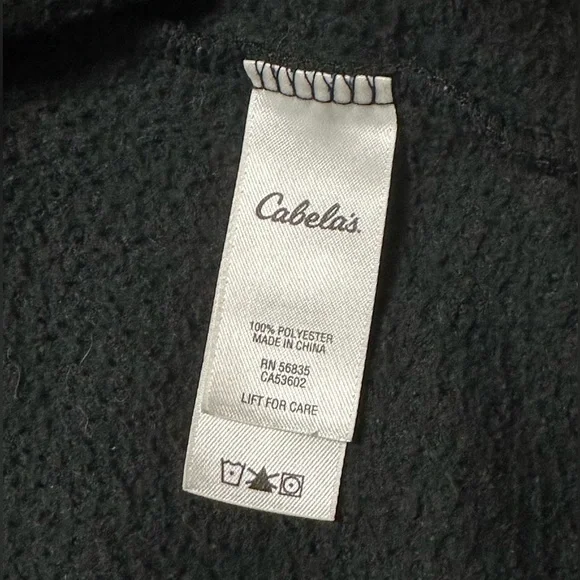 Cabela's
100% POLYESTER
MADE IN CHINA
RN 56835
CA53602
LIFT FOR CARE